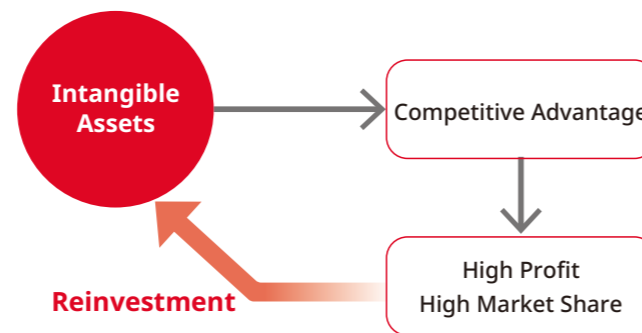 Intangible
Assets
Competitive Advantage
High Profit
High Market Share
Reinvestment